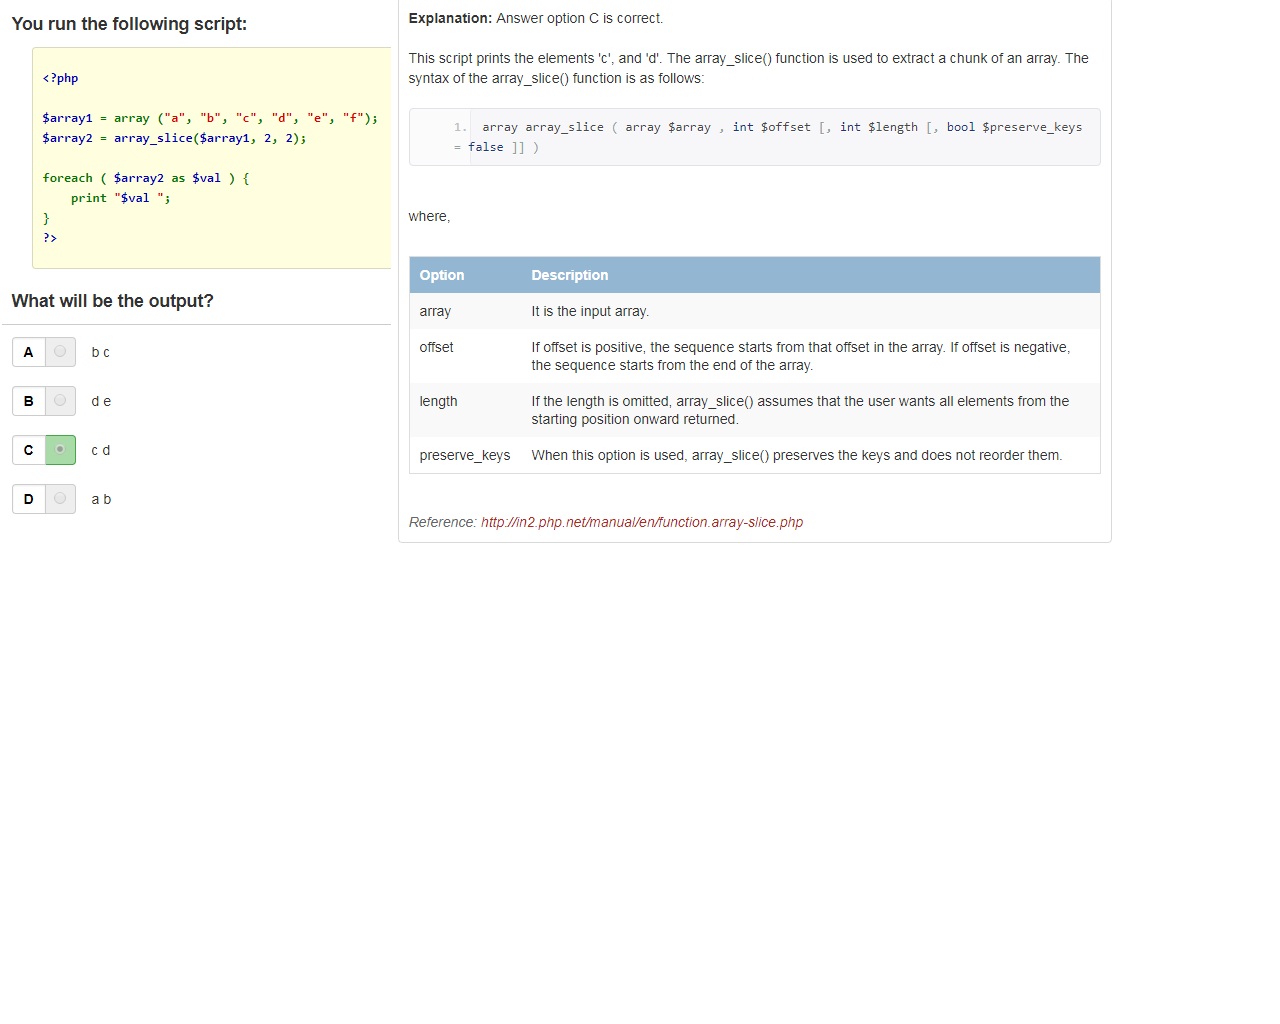 You run the following script:
<?php
$array1 = array ("a", "b", "c", "d", "e", "f");
$array2 = array_slice($array1, 2, 2);
foreach ( $array2 as $val ) {
print "$val ";
}
?>
What will be the output?
A b c
B d e
C c d
D a b
Explanation: Answer option C is correct.
This script prints the elements 'c', and 'd'. The array_slice() function is used to extract a chunk of an array. The
syntax of the array_slice() function is as follows:
1. array array_slice ( array $array , int $offset [, int $length [, bool $preserve_keys
= false ]] )
where,
Option Description
array It is the input array.
offset If offset is positive, the sequence starts from that offset in the array. If offset is negative,
the sequence starts from the end of the array.
length If the length is omitted, array_slice() assumes that the user wants all elements from the
starting position onward returned.
preserve_keys When this option is used, array_slice() preserves the keys and does not reorder them.
Reference: http://in2.php.net/manual/en/function.array-slice.php